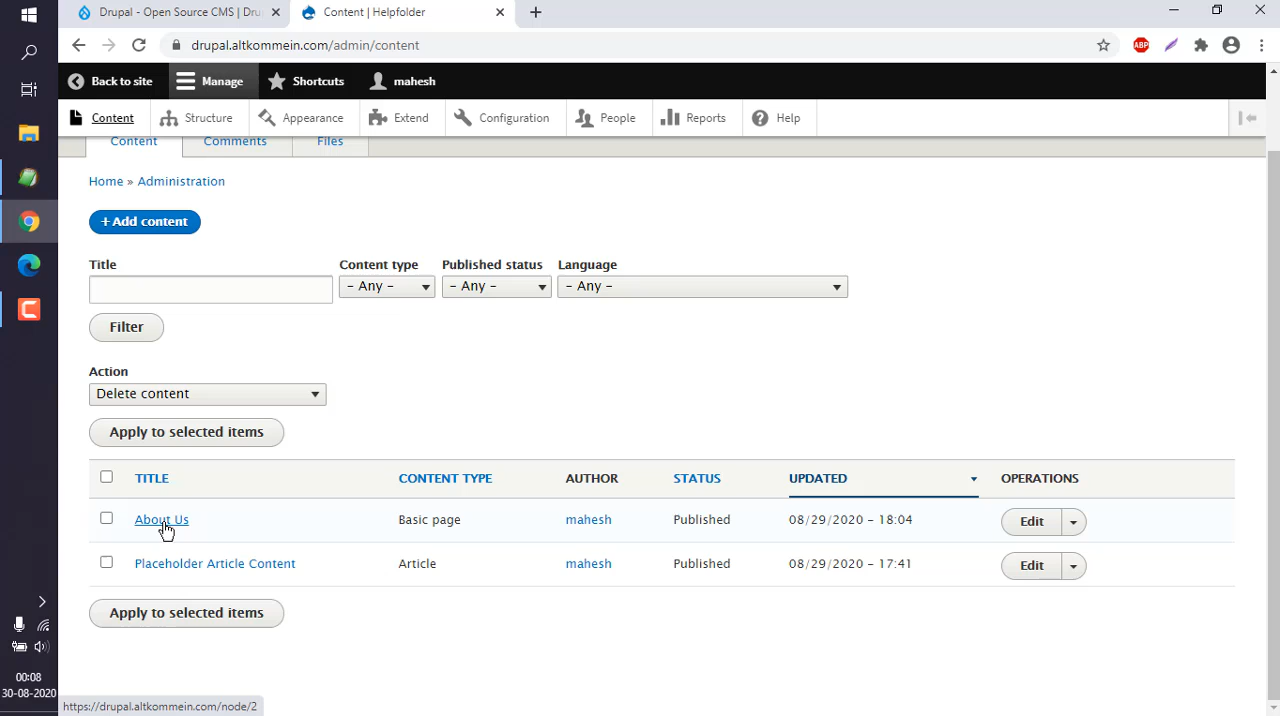 Drupal - Open Source CMS | Dru
Content | Helpfolder
drupal.altkommein.com/admin/content
ABP
Back to site
Manage
Shortcuts
mahesh
Content
Structure
Appearance
Extend
Configuration
People
Reports
Help
Content
Comments
Files
Home » Administration
+ Add content
Title
Content type
Published status
Language
- Any -
- Any -
- Any -
Filter
Action
Delete content
Apply to selected items
TITLE
CONTENT TYPE
AUTHOR
STATUS
UPDATED
OPERATIONS
About Us
Basic page
mahesh
Published
08/29/2020 - 18:04
Edit
Placeholder Article Content
Article
mahesh
Published
08/29/2020 - 17:41
Edit
Apply to selected items
00:08
30-08-2020
https://drupal.altkommein.com/node/2